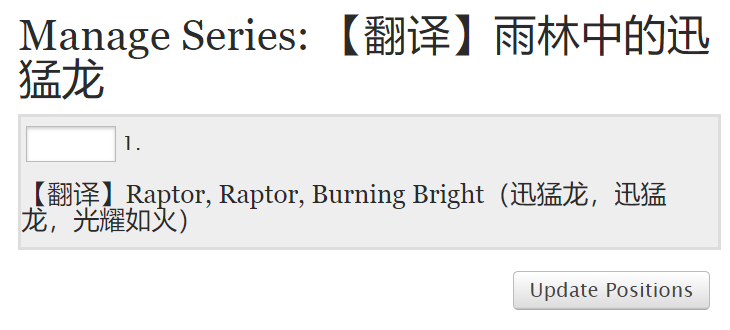 Manage Series: 【翻译】雨林中的迅
猛龙
1.
【翻译】Raptor, Raptor, Burning Bright（迅猛龙，迅猛
龙，光耀如火）
Update Positions